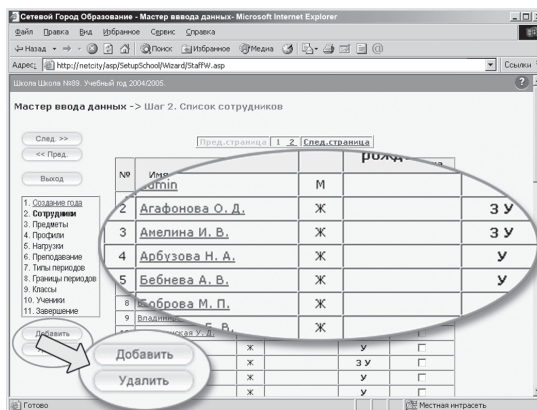 Сетевой Город Образование - Мастер ввода данных- Microsoft Internet Explorer
Файл Правка Вид Избранное Сервис Справка
Назад Поиск Избранное Медиа
Адрес: http://netcity/asp/SetupSchool/Wizard/StaffW.asp Ссылки
Школа Школа №89. Учебный год 2004/2005.
Мастер ввода данных -> Шаг 2. Список сотрудников
След. >>
<< Пред.
Выход
Пред.страница 1 2 След.страница
1. Создание года
2. Сотрудники
3. Предметы
4. Профили
5. Нагрузки
6. Преподавание
7. Типы периодов
8. Границы периодов
9. Классы
10. Ученики
11. Завершение
Добавить
№ Имя
admin М
2 Агафонова О. Д. Ж З У
3 Анелина И. В. Ж З У
4 Арбузова Н. А. Ж У
5 Бебнева А. В. Ж У
8 Боброва М. П. Ж
9 Ж
Ж У
Ж З У
Ж У
Ж У
Добавить
Удалить
Готово Местная интрасеть